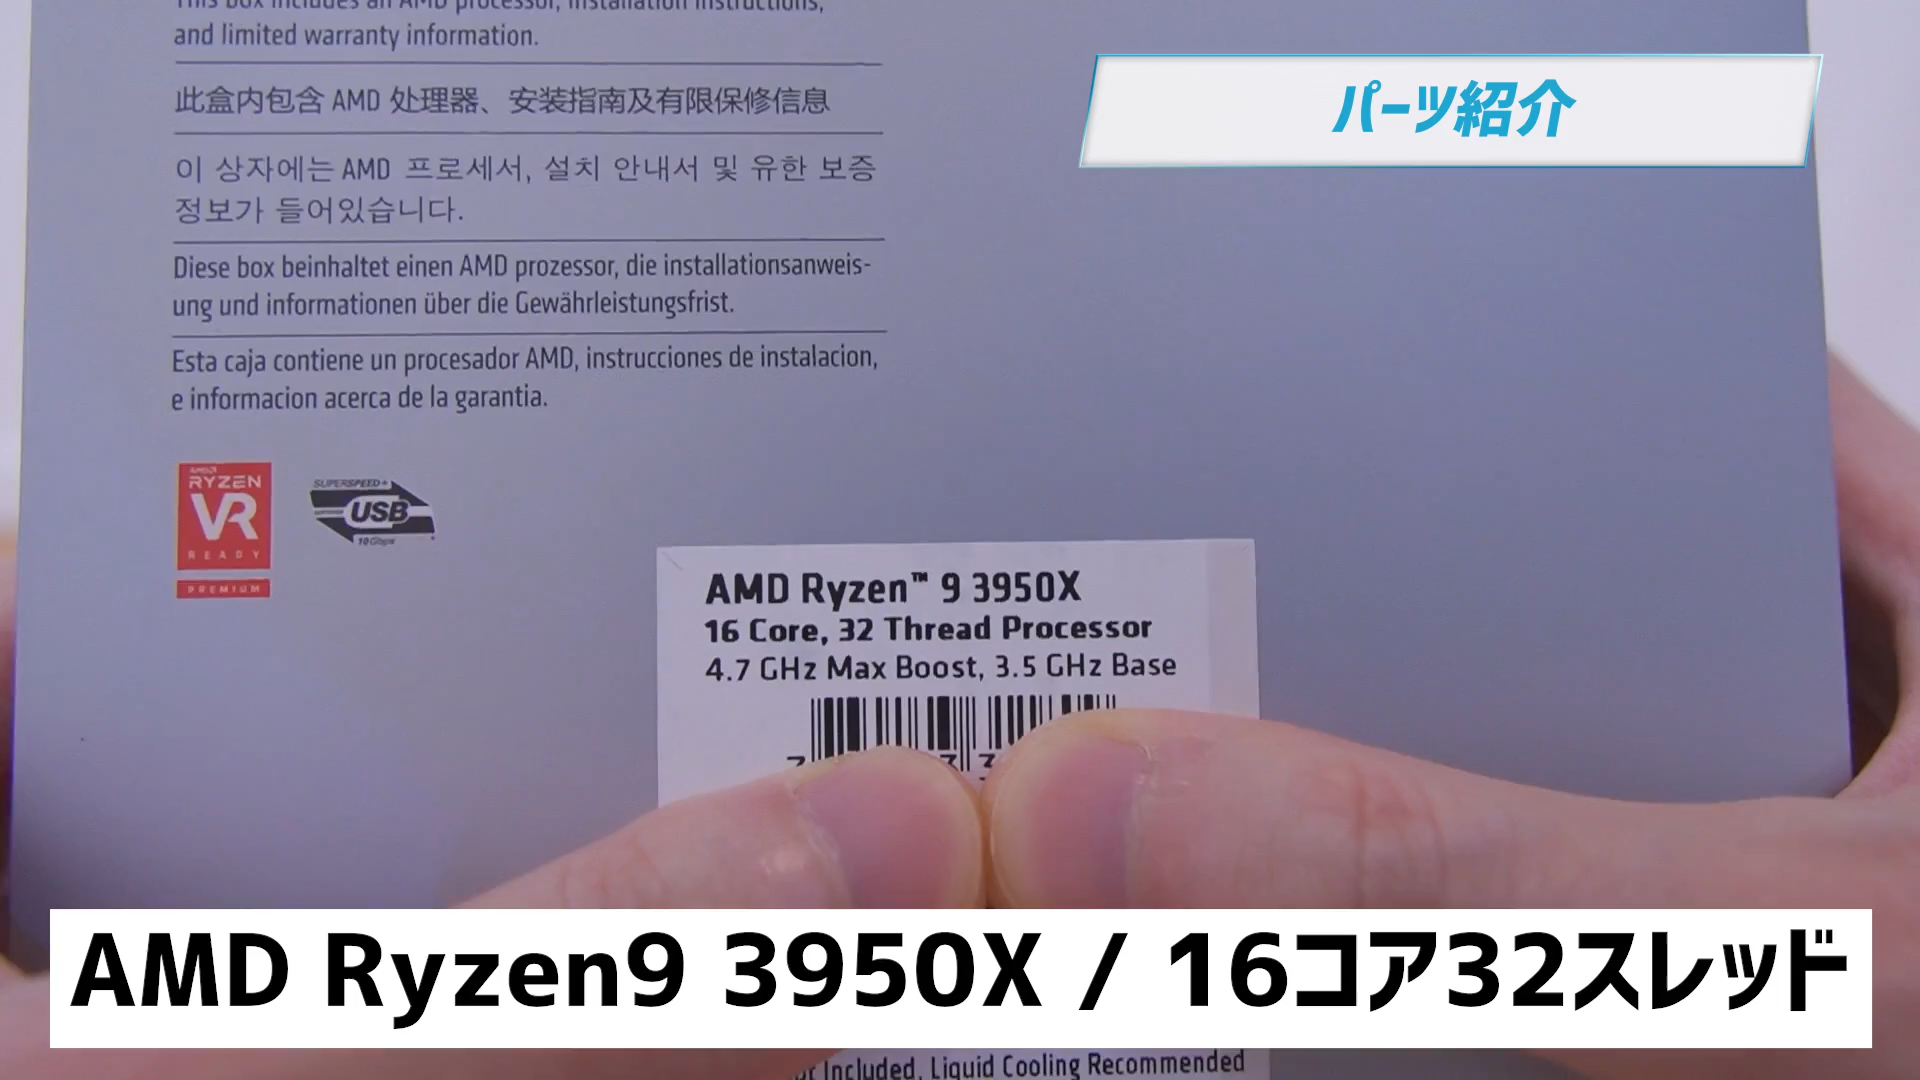 This box includes an AMD processor, installation instructions,
and limited warranty information.
パーツ紹介
此盒内包含 AMD 处理器、安装指南及有限保修信息
이 상자에는 AMD 프로세서, 설치 안내서 및 유한 보증
정보가 들어있습니다.
Diese box beinhaltet einen AMD prozessor, die installationsanweis-
ung und informationen über die Gewährleistungsfrist.
Esta caja contiene un procesador AMD, instrucciones de instalacion,
e informacion acerca de la garantia.
AMD
RYZEN
VR
READY
PREMIUM
SUPERSPEED+
USB
10Gbps
AMD Ryzen™ 9 3950X
16 Core, 32 Thread Processor
4.7 GHz Max Boost, 3.5 GHz Base
AMD Ryzen9 3950X / 16コア32スレッド
Included, Liquid Cooling Recommended